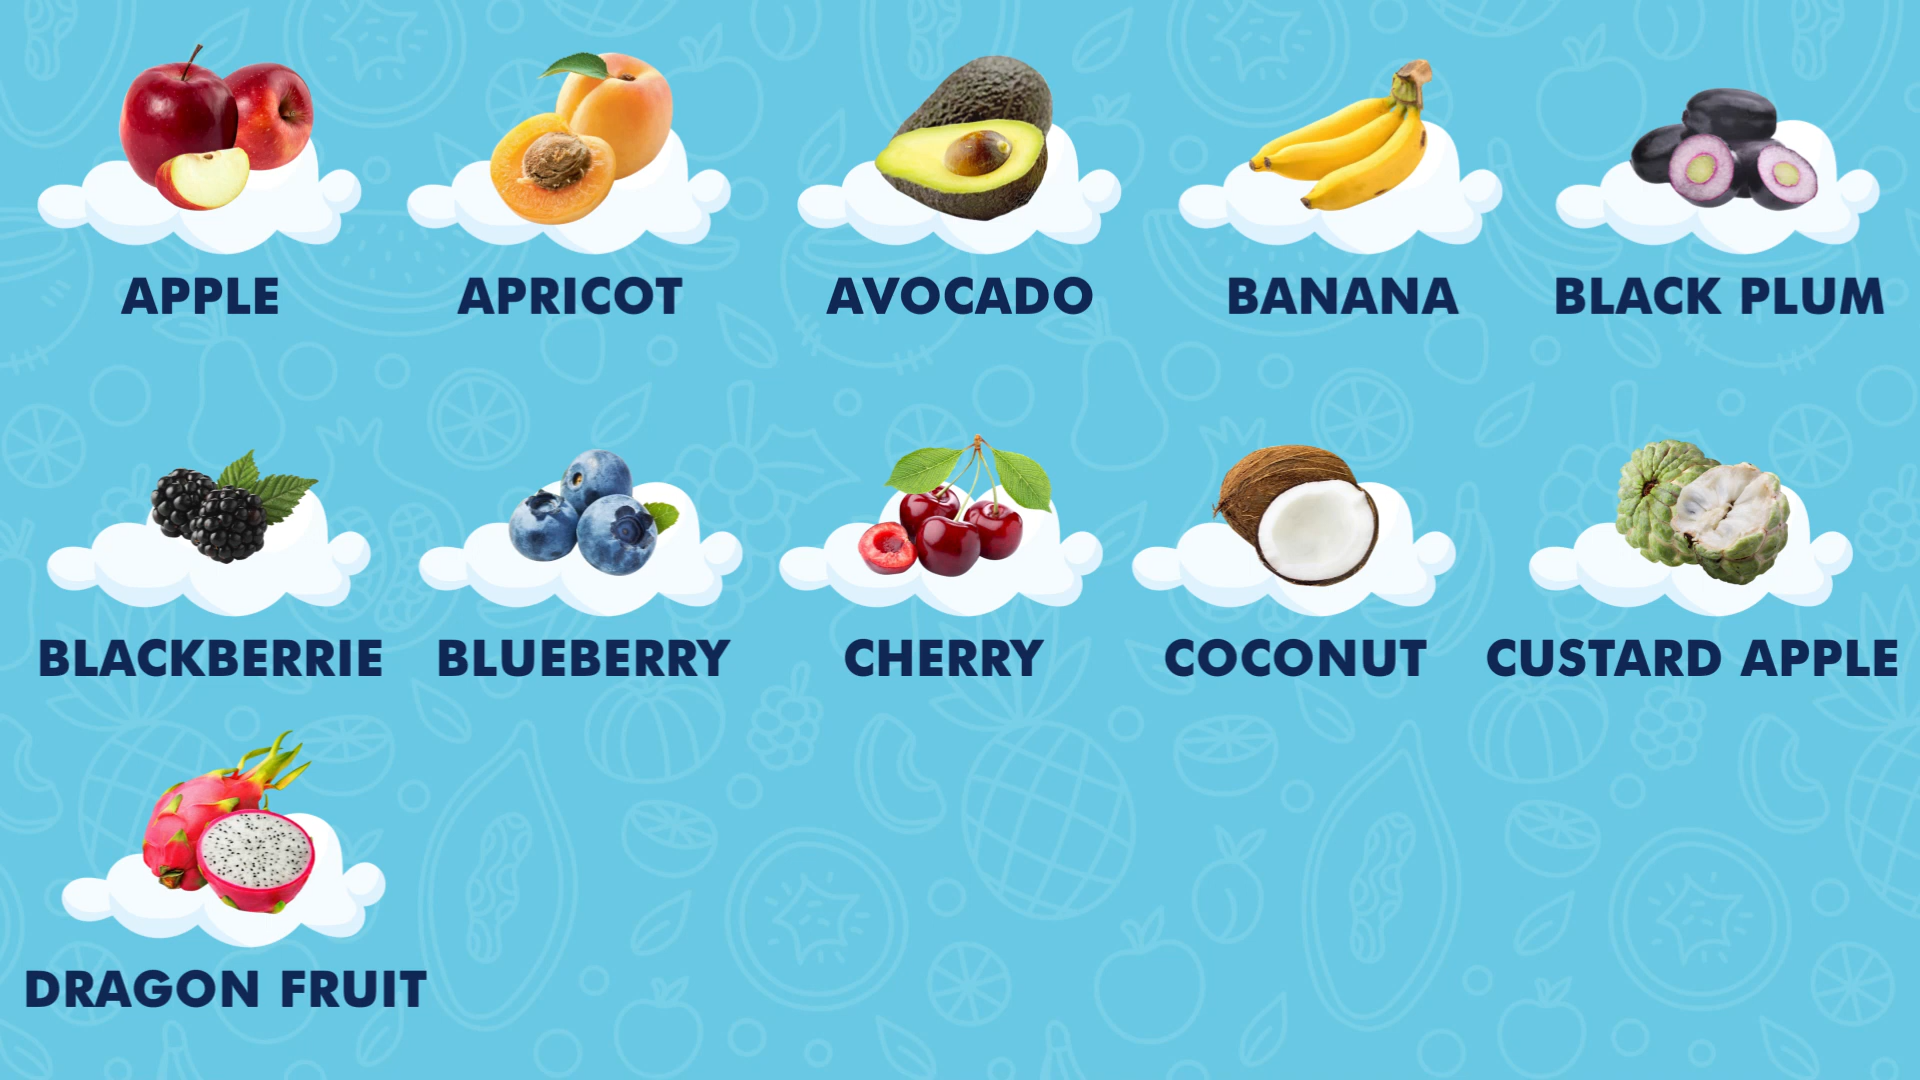 APPLE
APRICOT
AVOCADO
BANANA
BLACK PLUM
BLACKBERRIE
BLUEBERRY
CHERRY
COCONUT
CUSTARD APPLE
DRAGON FRUIT